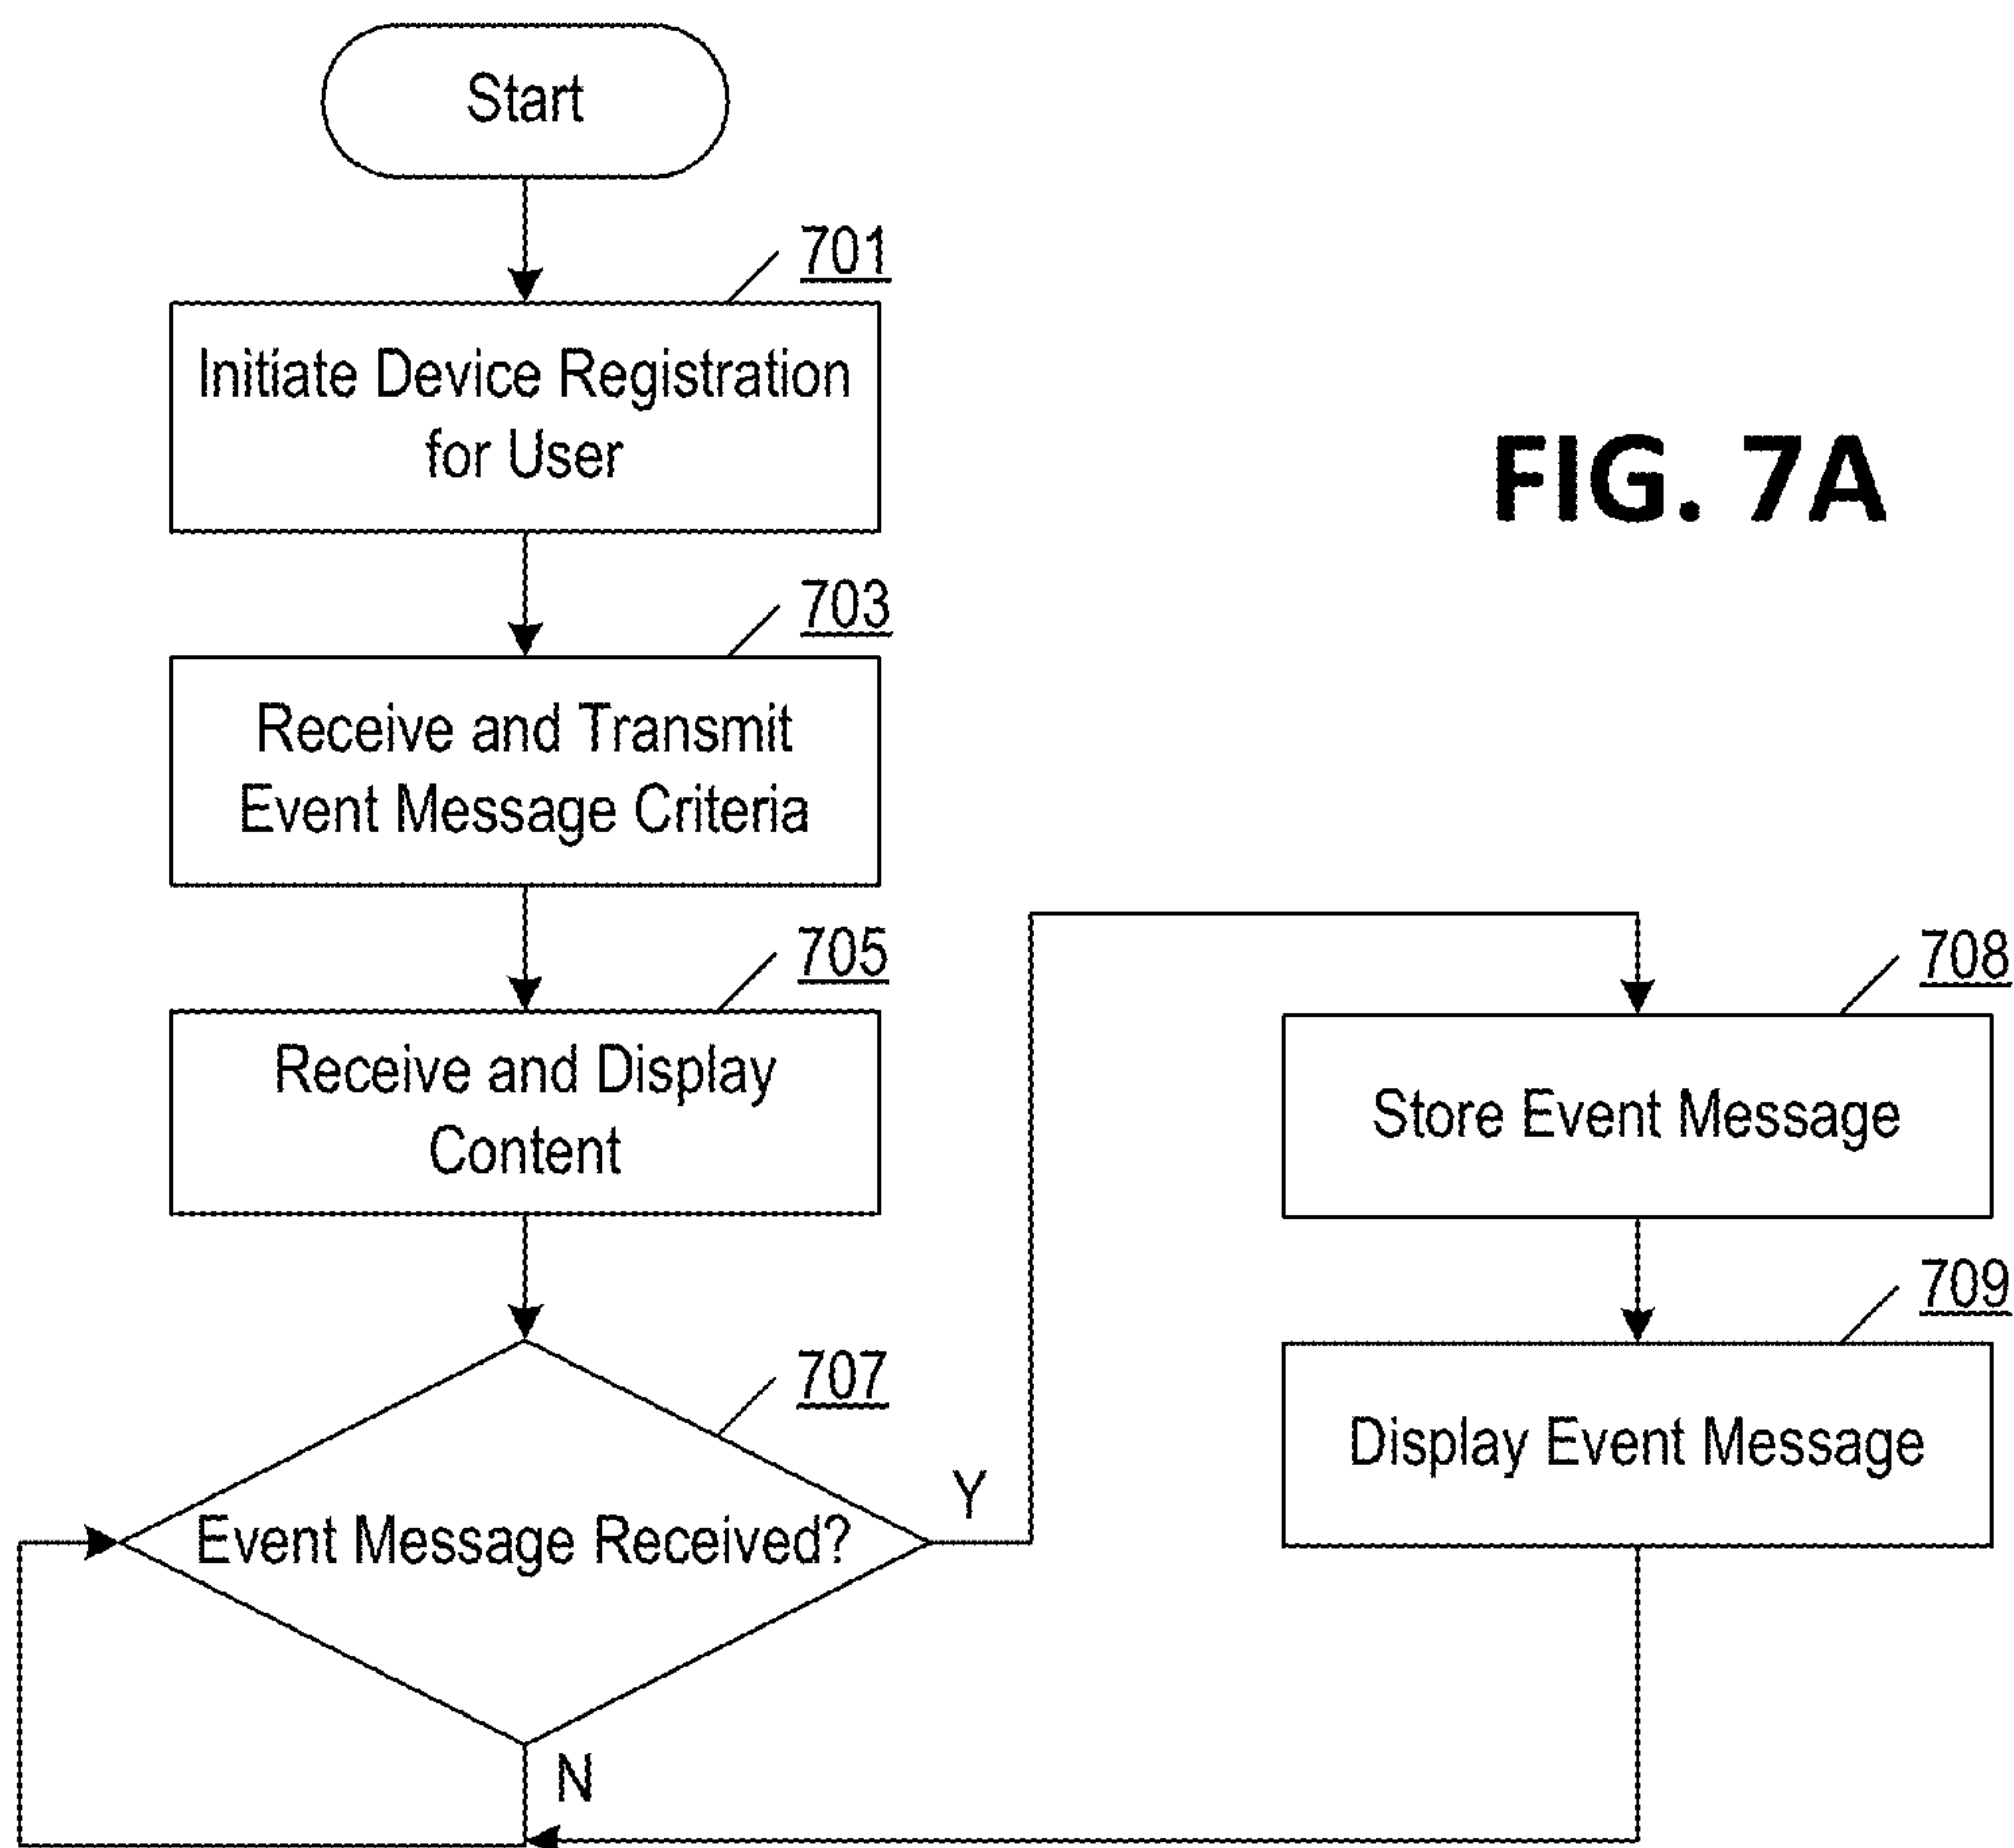 Start
701
Initiate Device Registration
for User
FIG. 7A
703
Receive and Transmit
Event Message Criteria
705
Receive and Display
Content
708
Store Event Message
709
Display Event Message
707
Event Message Received?
Y
N